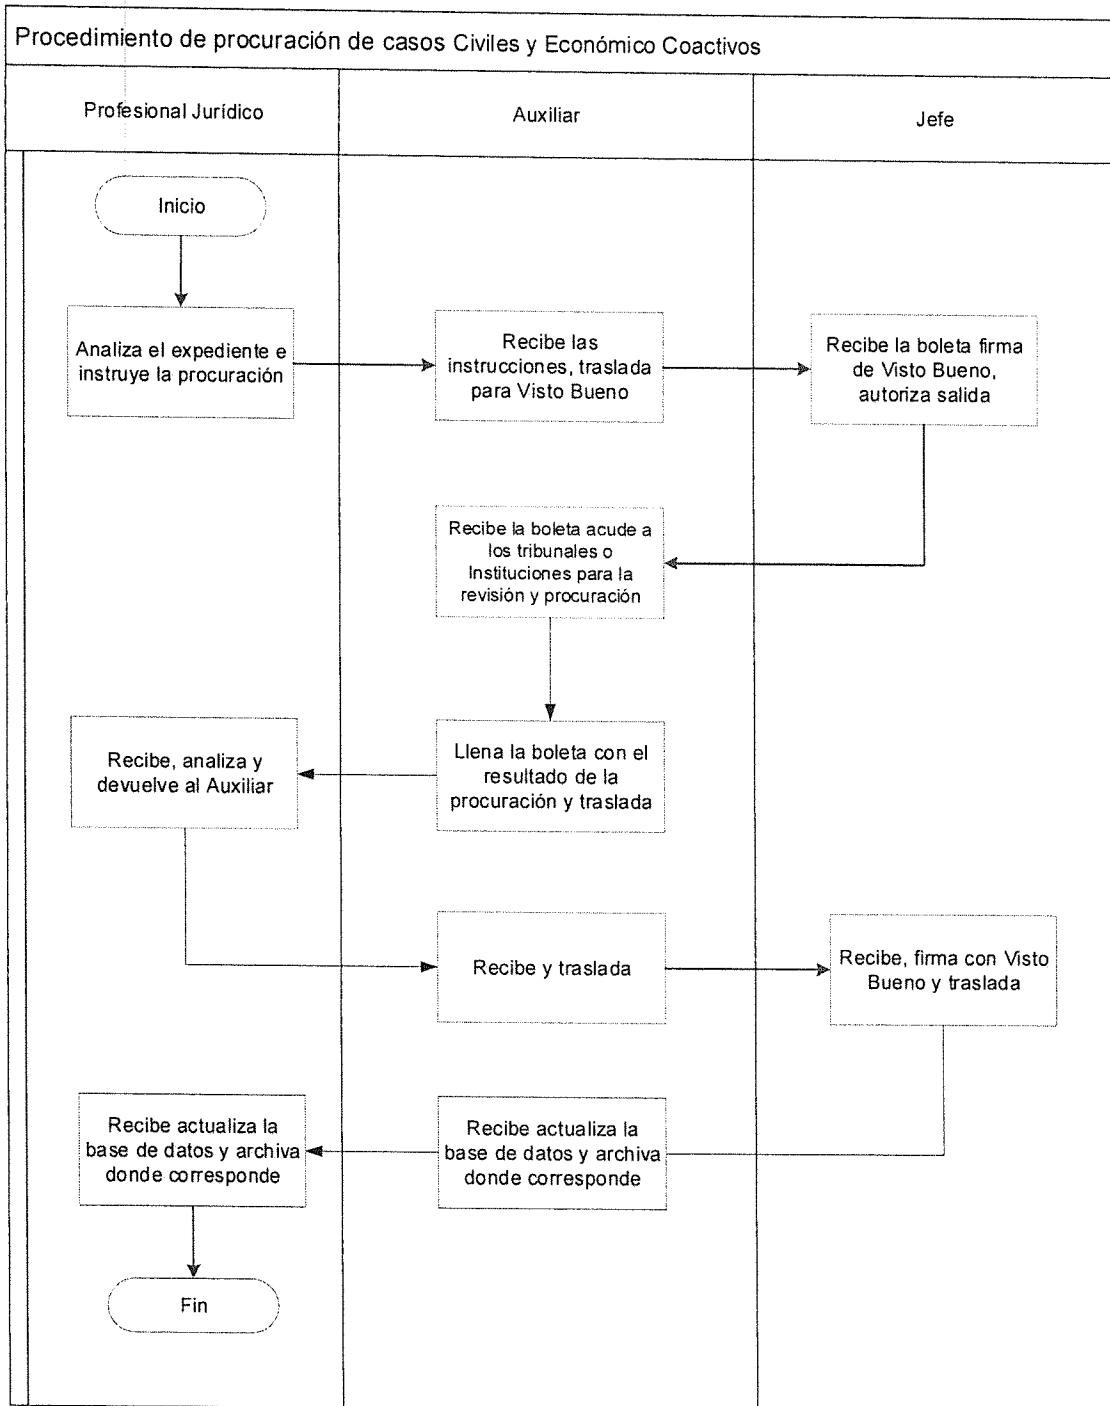 Procedimiento de procuración de casos Civiles y Económico Coactivos
Profesional Jurídico
Auxiliar
Jefe
Inicio
Analiza el expediente e
instruye la procuración
Recibe las
instrucciones, traslada
para Visto Bueno
Recibe la boleta firma
de Visto Bueno,
autoriza salida
Recibe la boleta acude a
los tribunales o
Instituciones para la
revisión y procuración
Recibe, analiza y
devuelve al Auxiliar
Llena la boleta con el
resultado de la
procuración y traslada
Recibe y traslada
Recibe, firma con Visto
Bueno y traslada
Recibe actualiza la
base de datos y archiva
donde corresponde
Recibe actualiza la
base de datos y archiva
donde corresponde
Fin